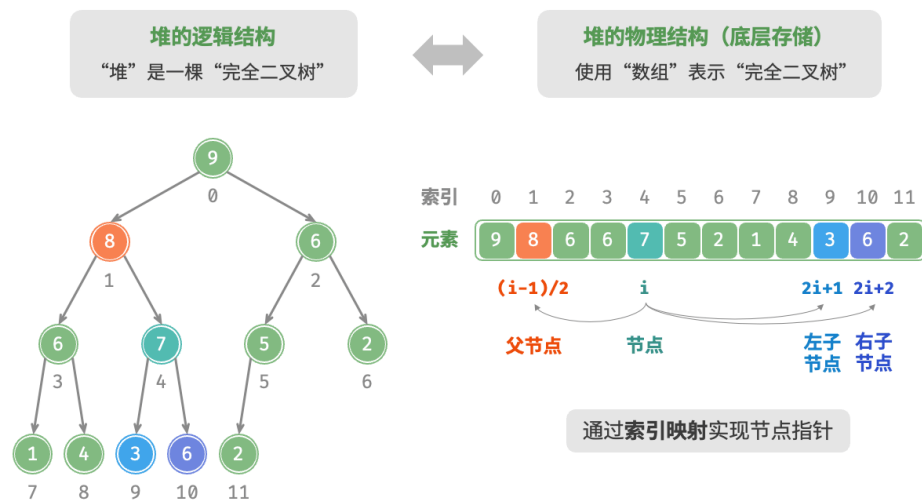 堆的逻辑结构
“堆”是一棵“完全二叉树”
堆的物理结构（底层存储）
使用“数组”表示“完全二叉树”
9
0
8 6
1 2
6 7 5 2
3 4 5 6
1 4 3 6 2
7 8 9 10 11
索引 0 1 2 3 4 5 6 7 8 9 10 11
元素 9 8 6 6 7 5 2 1 4 3 6 2
(i-1)/2 i 2i+1 2i+2
父节点 节点 左子节点 右子节点
通过索引映射实现节点指针